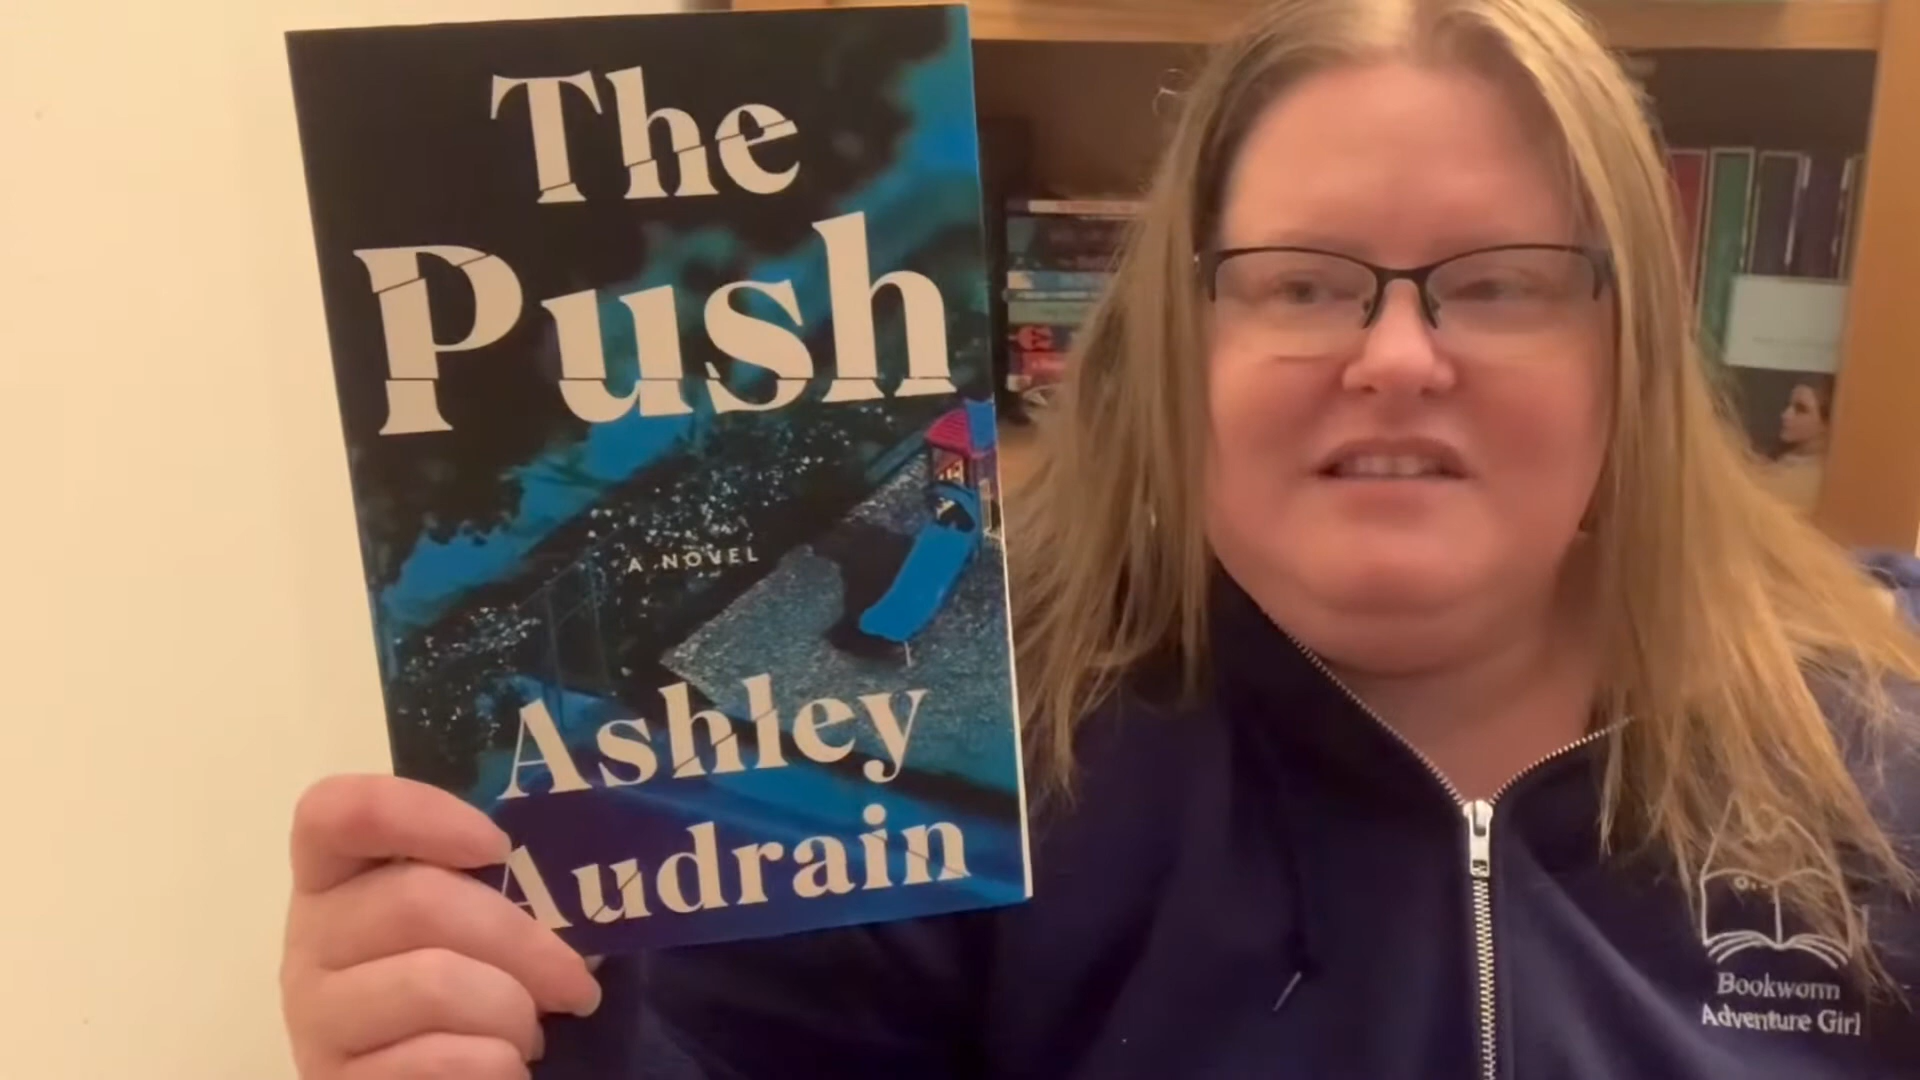 The
Push
A NOVEL
Ashley
Audrain
Bookworm
Adventure Girl